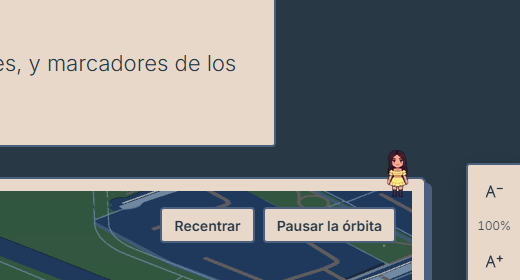 es, y marcadores de los
Recentrar
Pausar la órbita
A⁻
100%
A⁺